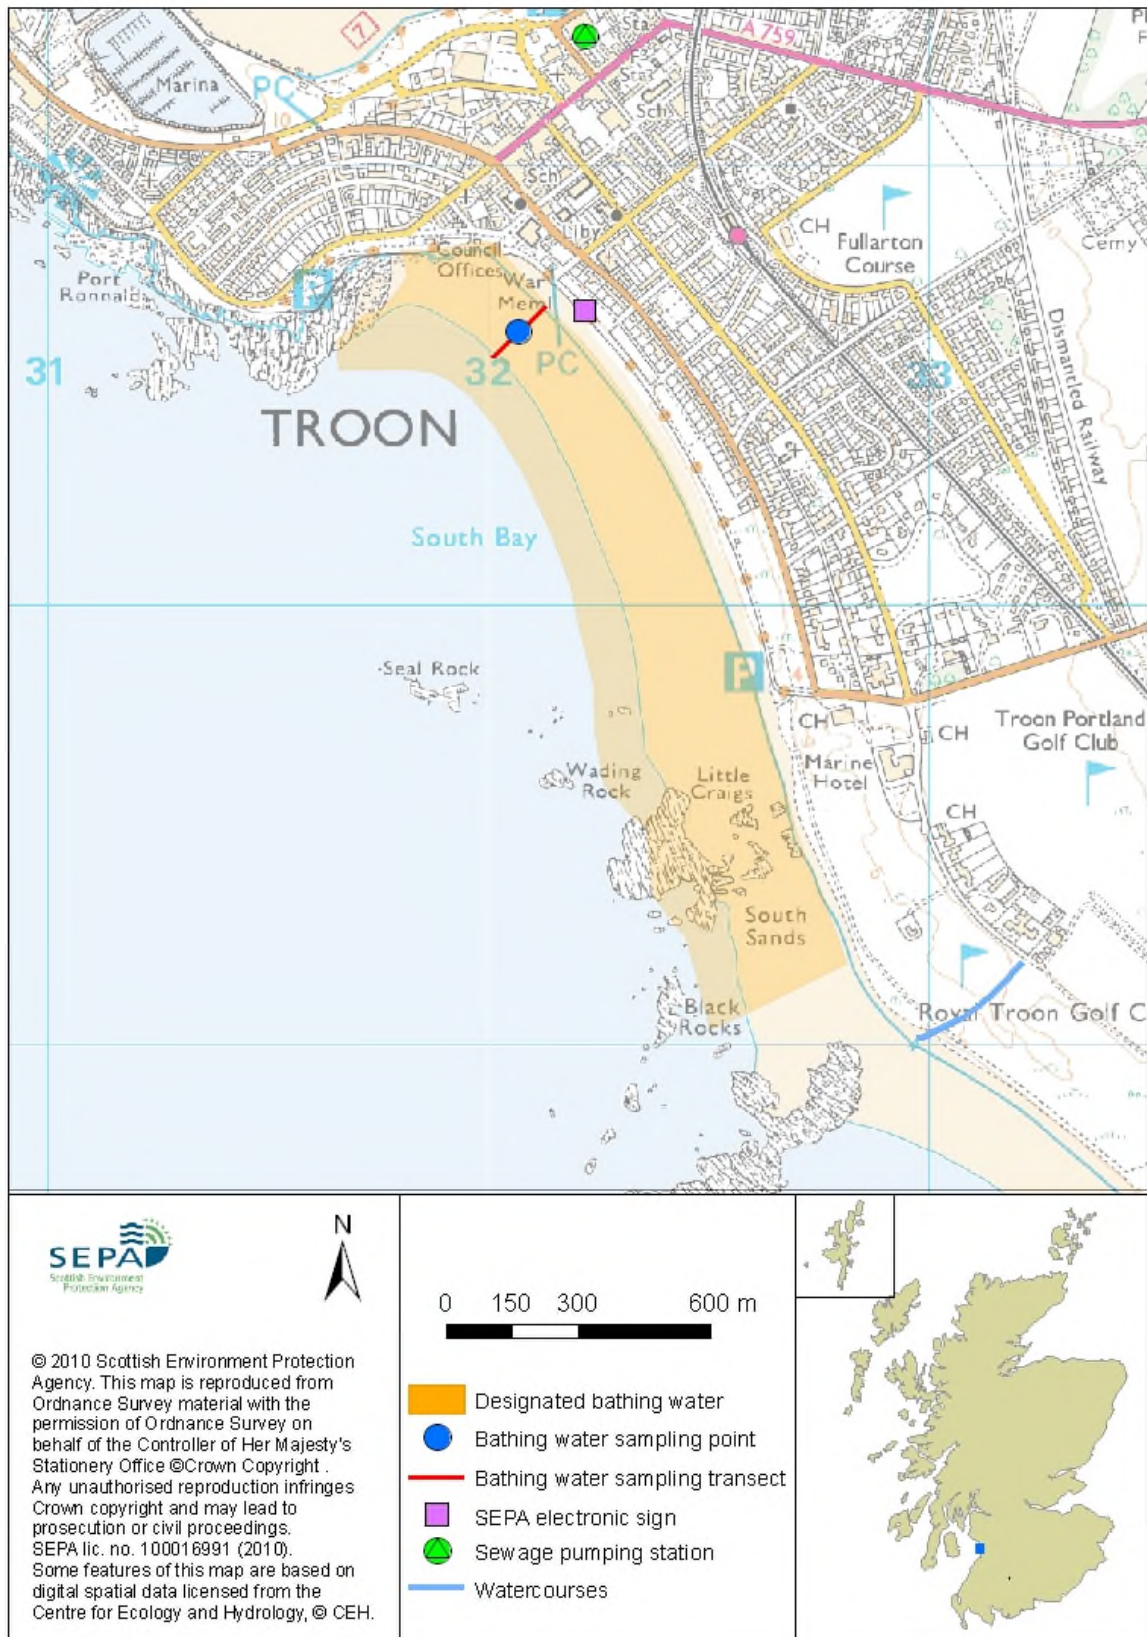 7
Sta
A 759
Marina
PC
10
Sta
Sch
Sch
Liby
CH
Fullarton
Course
Cemy
Port
Ronnald
Council
Offices
War
Mem
P
31
32
PC
33
TROON
Dismantled Railway
South Bay
Seal Rock
P
4
CH
CH
Troon Portland
Golf Club
Marine
Hotel
Wading
Rock
Little
Craigs
CH
5
South
Sands
Black
Rocks
Royal Troon Golf C
SEPA
Scottish Environment
Protection Agency
N
0 150 300 600 m
© 2010 Scottish Environment Protection
Agency. This map is reproduced from
Ordnance Survey material with the
permission of Ordnance Survey on
behalf of the Controller of Her Majesty's
Stationery Office ©Crown Copyright .
Any unauthorised reproduction infringes
Crown copyright and may lead to
prosecution or civil proceedings.
SEPA lic. no. 100016991 (2010).
Some features of this map are based on
digital spatial data licensed from the
Centre for Ecology and Hydrology, © CEH.
Designated bathing water
Bathing water sampling point
Bathing water sampling transect
SEPA electronic sign
Sewage pumping station
Watercourses